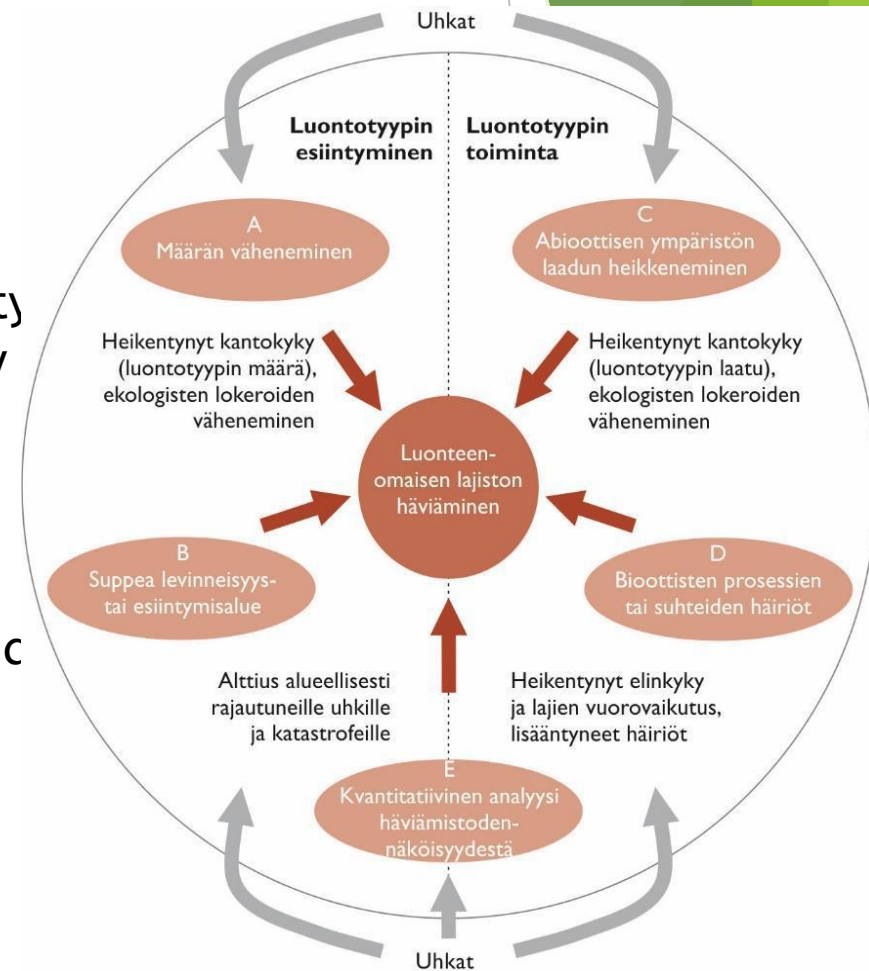 Uhkat
Luontotyypin
esiintyminen
Luontotyypin
toiminta
A
Määrän väheneminen
C
Abioottisen ympäristön
laadun heikkeneminen
Heikentynyt kantokyky
(luontotyypin määrä),
ekologisten lokeroiden
väheneminen
Heikentynyt kantokyky
(luontotyypin laatu),
ekologisten lokeroiden
väheneminen
Luonteen-
omaisen lajiston
häviäminen
B
Suppea levinneisyys-
tai esiintymisalue
D
Bioottisten prosessien
tai suhteiden häiriöt
Alttius alueellisesti
rajautuneille uhkille
ja katastrofeille
Heikentynyt elinkyky
ja lajien vuorovaikutus,
lisääntyneet häiriöt
E
Kvantitatiivinen analyysi
häviämistoden-
näköisyydestä
Uhkat